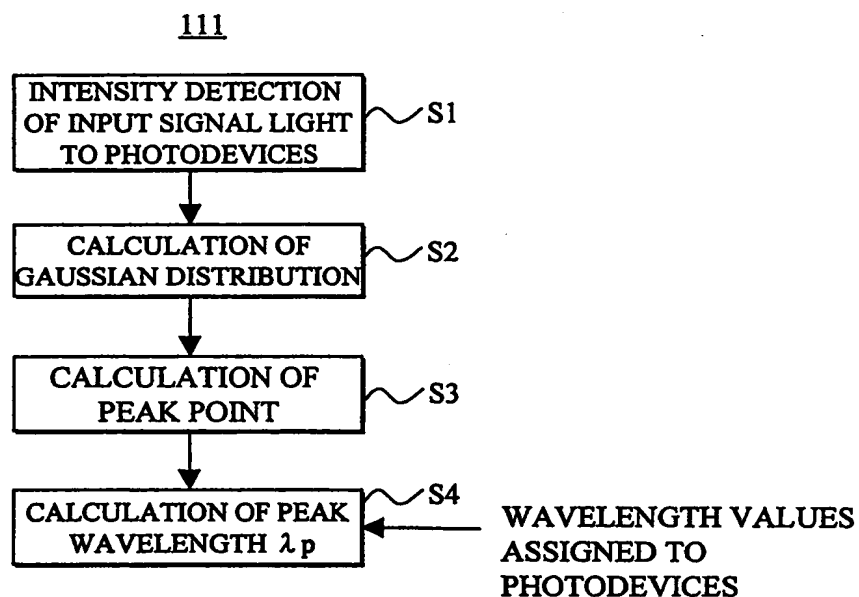 111
INTENSITY DETECTION
OF INPUT SIGNAL LIGHT
TO PHOTODEVICES
S1
CALCULATION OF
GAUSSIAN DISTRIBUTION
S2
CALCULATION OF
PEAK POINT
S3
CALCULATION OF PEAK
WAVELENGTH λp
S4
WAVELENGTH VALUES
ASSIGNED TO
PHOTODEVICES